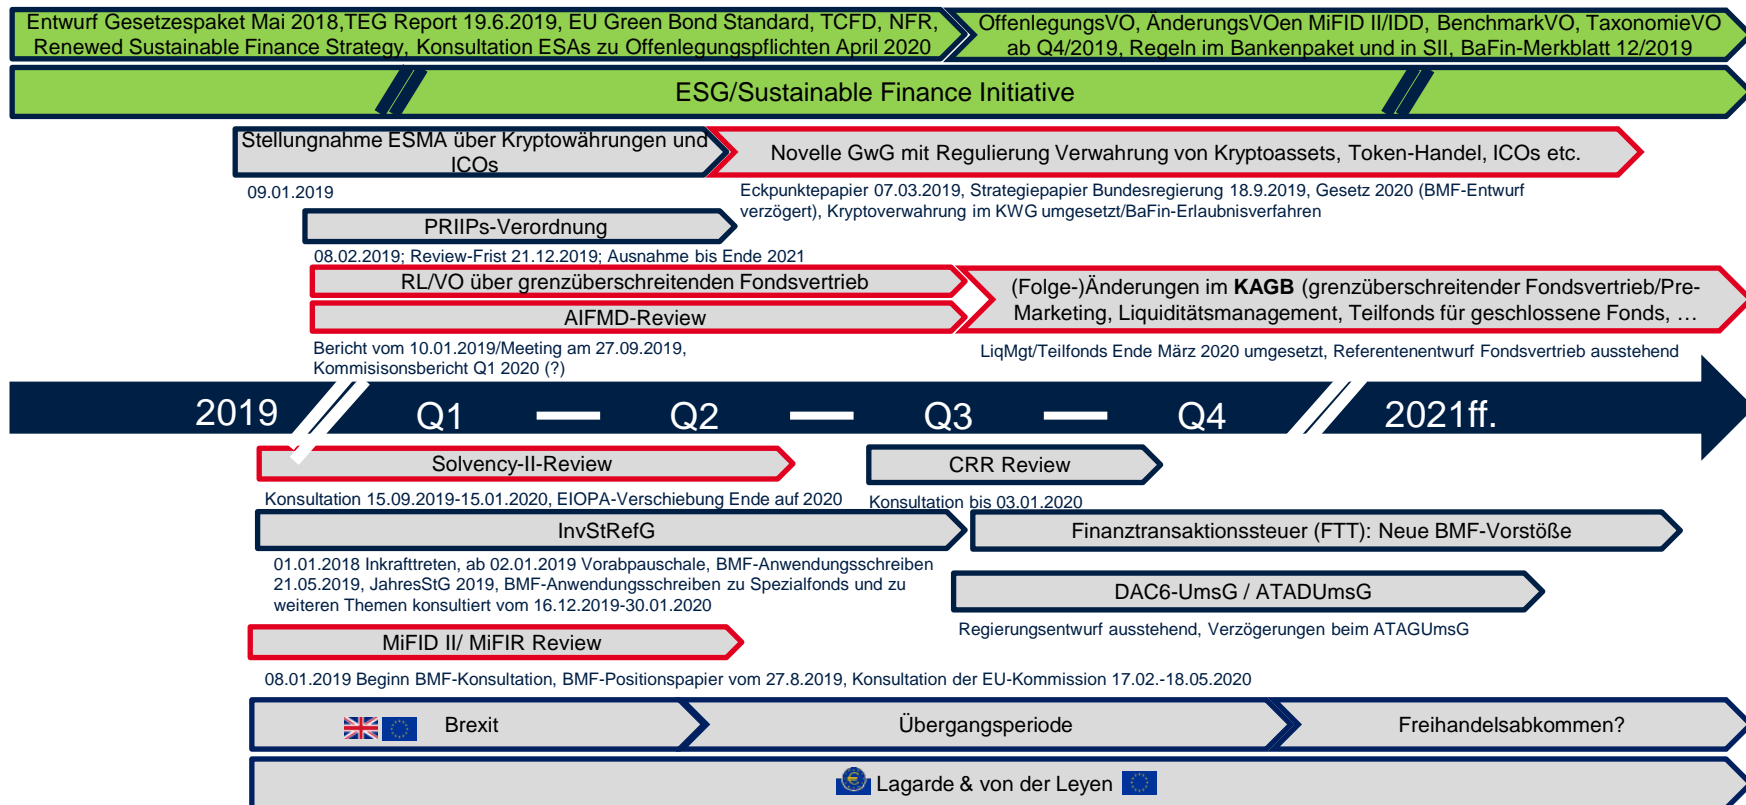 Entwurf Gesetzespaket Mai 2018,TEG Report 19.6.2019, EU Green Bond Standard, TCFD, NFR,
Renewed Sustainable Finance Strategy, Konsultation ESAs zu Offenlegungspflichten April 2020
OffenlegungsVO, ÄnderungsVOen MiFID II/IDD, BenchmarkVO, TaxonomieVO
ab Q4/2019, Regeln im Bankenpaket und in SII, BaFin-Merkblatt 12/2019
ESG/Sustainable Finance Initiative
Stellungnahme ESMA über Kryptowährungen und
ICOs
Novelle GwG mit Regulierung Verwahrung von Kryptoassets, Token-Handel, ICOs etc.
09.01.2019
Eckpunktepapier 07.03.2019, Strategiepapier Bundesregierung 18.9.2019, Gesetz 2020 (BMF-Entwurf
verzögert), Kryptoverwahrung im KWG umgesetzt/BaFin-Erlaubnisverfahren
PRIIPs-Verordnung
08.02.2019; Review-Frist 21.12.2019; Ausnahme bis Ende 2021
RL/VO über grenzüberschreitenden Fondsvertrieb
AIFMD-Review
(Folge-)Änderungen im KAGB (grenzüberschreitender Fondsvertrieb/Pre-
Marketing, Liquiditätsmanagement, Teilfonds für geschlossene Fonds, …
Bericht vom 10.01.2019/Meeting am 27.09.2019,
Kommisisonsbericht Q1 2020 (?)
LiqMgt/Teilfonds Ende März 2020 umgesetzt, Referentenentwurf Fondsvertrieb ausstehend
2019 Q1 Q2 Q3 Q4 2021ff.
Solvency-II-Review
CRR Review
Konsultation 15.09.2019-15.01.2020, EIOPA-Verschiebung Ende auf 2020
Konsultation bis 03.01.2020
InvStRefG
Finanztransaktionssteuer (FTT): Neue BMF-Vorstöße
01.01.2018 Inkrafttreten, ab 02.01.2019 Vorabpauschale, BMF-Anwendungsschreiben
21.05.2019, JahresStG 2019, BMF-Anwendungsschreiben zu Spezialfonds und zu
weiteren Themen konsultiert vom 16.12.2019-30.01.2020
DAC6-UmsG / ATADUmsG
Regierungsentwurf ausstehend, Verzögerungen beim ATAGUmsG
MiFID II/ MiFIR Review
08.01.2019 Beginn BMF-Konsultation, BMF-Positionspapier vom 27.8.2019, Konsultation der EU-Kommission 17.02.-18.05.2020
Brexit
Übergangsperiode
Freihandelsabkommen?
Lagarde & von der Leyen